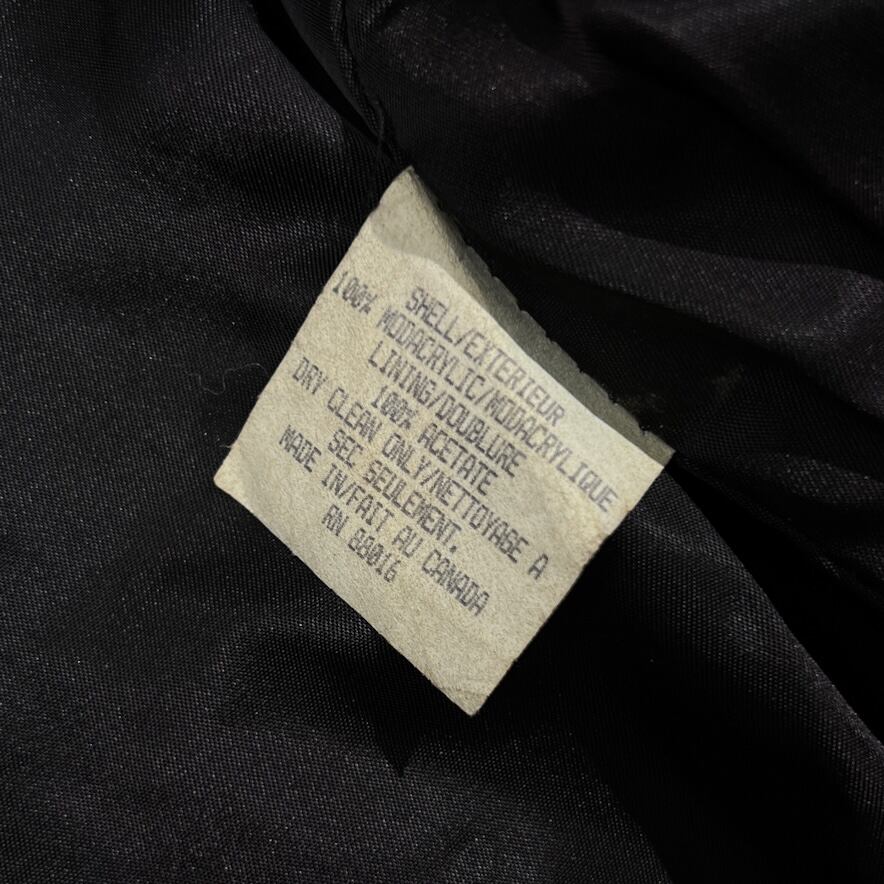 SHELL/EXTERIEUR
100% MODACRYLIC/MODACRYLIQUE
LINING/DOUBLURE
100% ACETATE
DRY CLEAN ONLY/NETTOYAGE A
SEC SEULEMENT.
MADE IN/FAIT AU CANADA
RN 88016